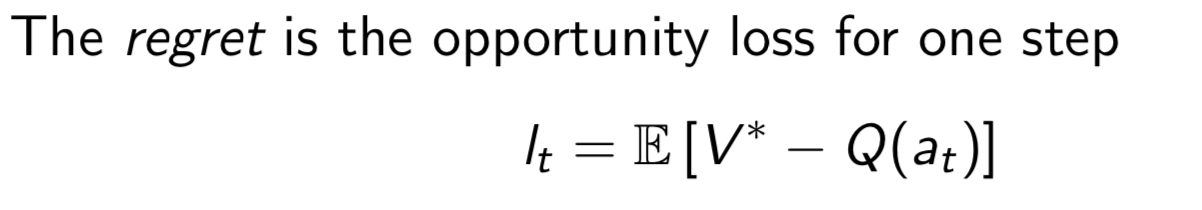 The regret is the opportunity loss for one step
lₜ = 𝔼 [V* − Q(aₜ)]